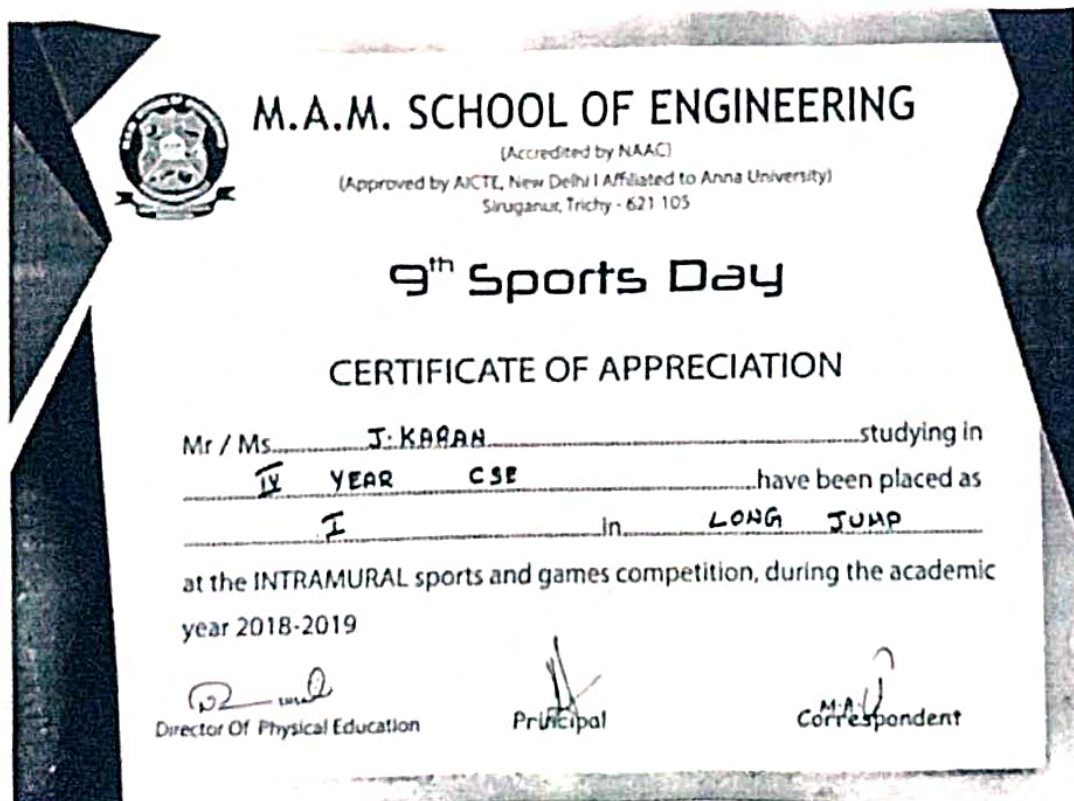 M.A.M. SCHOOL OF ENGINEERING
(Accredited by NAAC)
(Approved by AICTE, New Delhi I Affiliated to Anna University)
Siruganur, Trichy - 621 105
9th Sports Day
CERTIFICATE OF APPRECIATION
Mr / Ms J. KARAN studying in
IV YEAR CSE have been placed as
I in LONG JUMP
at the INTRAMURAL sports and games competition, during the academic
year 2018-2019
Director Of Physical Education Principal Correspondent